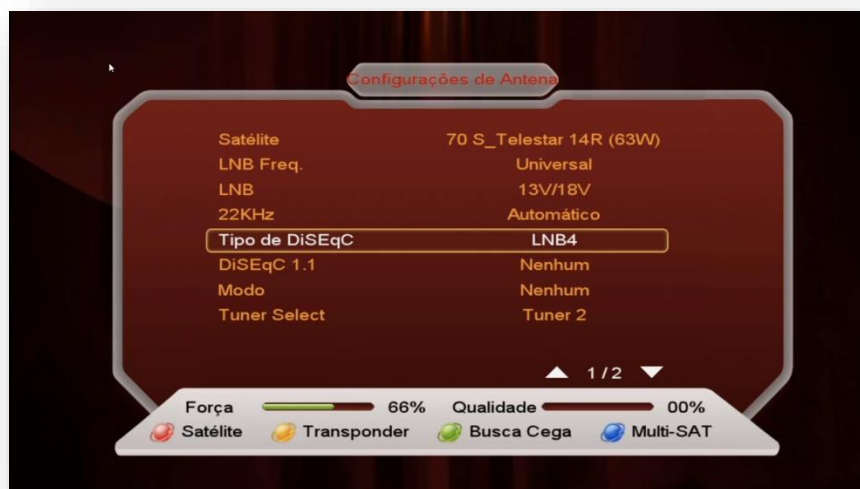 Configurações de Antena
Satélite 70 S_Telestar 14R (63W)
LNB Freq. Universal
LNB 13V/18V
22KHz Automático
Tipo de DiSEqC LNB4
DiSEqC 1.1 Nenhum
Modo Nenhum
Tuner Select Tuner 2
1/2
Força 66% Qualidade 00%
Satélite Transponder Busca Cega Multi-SAT